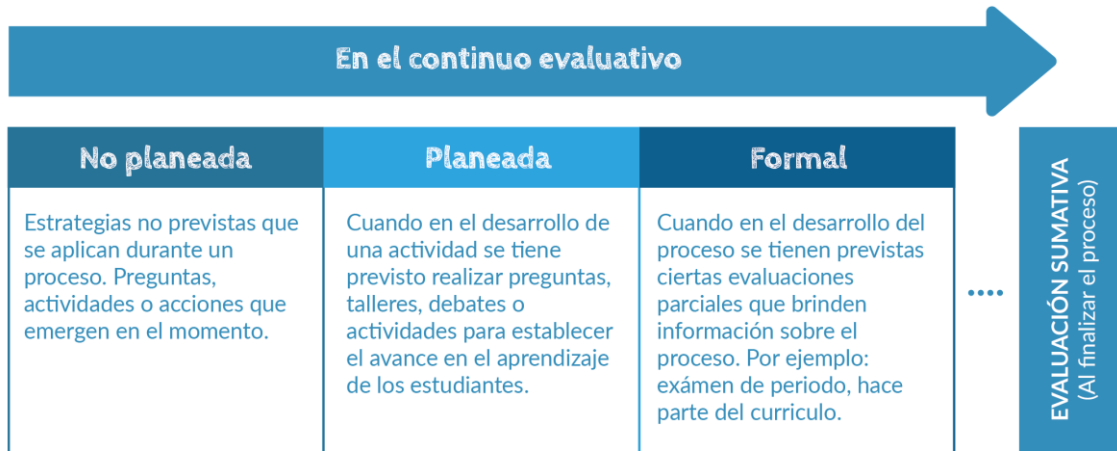 En el continuo evaluativo
No planeada
Estrategias no previstas que
se aplican durante un
proceso. Preguntas,
actividades o acciones que
emergen en el momento.
Planeada
Cuando en el desarrollo de
una actividad se tiene
previsto realizar preguntas,
talleres, debates o
actividades para establecer
el avance en el aprendizaje
de los estudiantes.
Formal
Cuando en el desarrollo del
proceso se tienen previstas
ciertas evaluaciones
parciales que brinden
información sobre el
proceso. Por ejemplo:
exámen de periodo, hace
parte del curriculo.
....
EVALUACIÓN SUMATIVA
(Al finalizar el proceso)